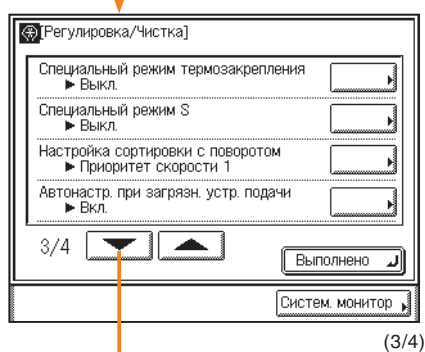 [Регулировка/Чистка]
Специальный режим термозакрепления
► Выкл.
Специальный режим S
► Выкл.
Настройка сортировки с поворотом
► Приоритет скорости 1
Автонастр. при загрязн. устр. подачи
► Вкл.
3/4
Выполнено
Систем. монитор
(3/4)